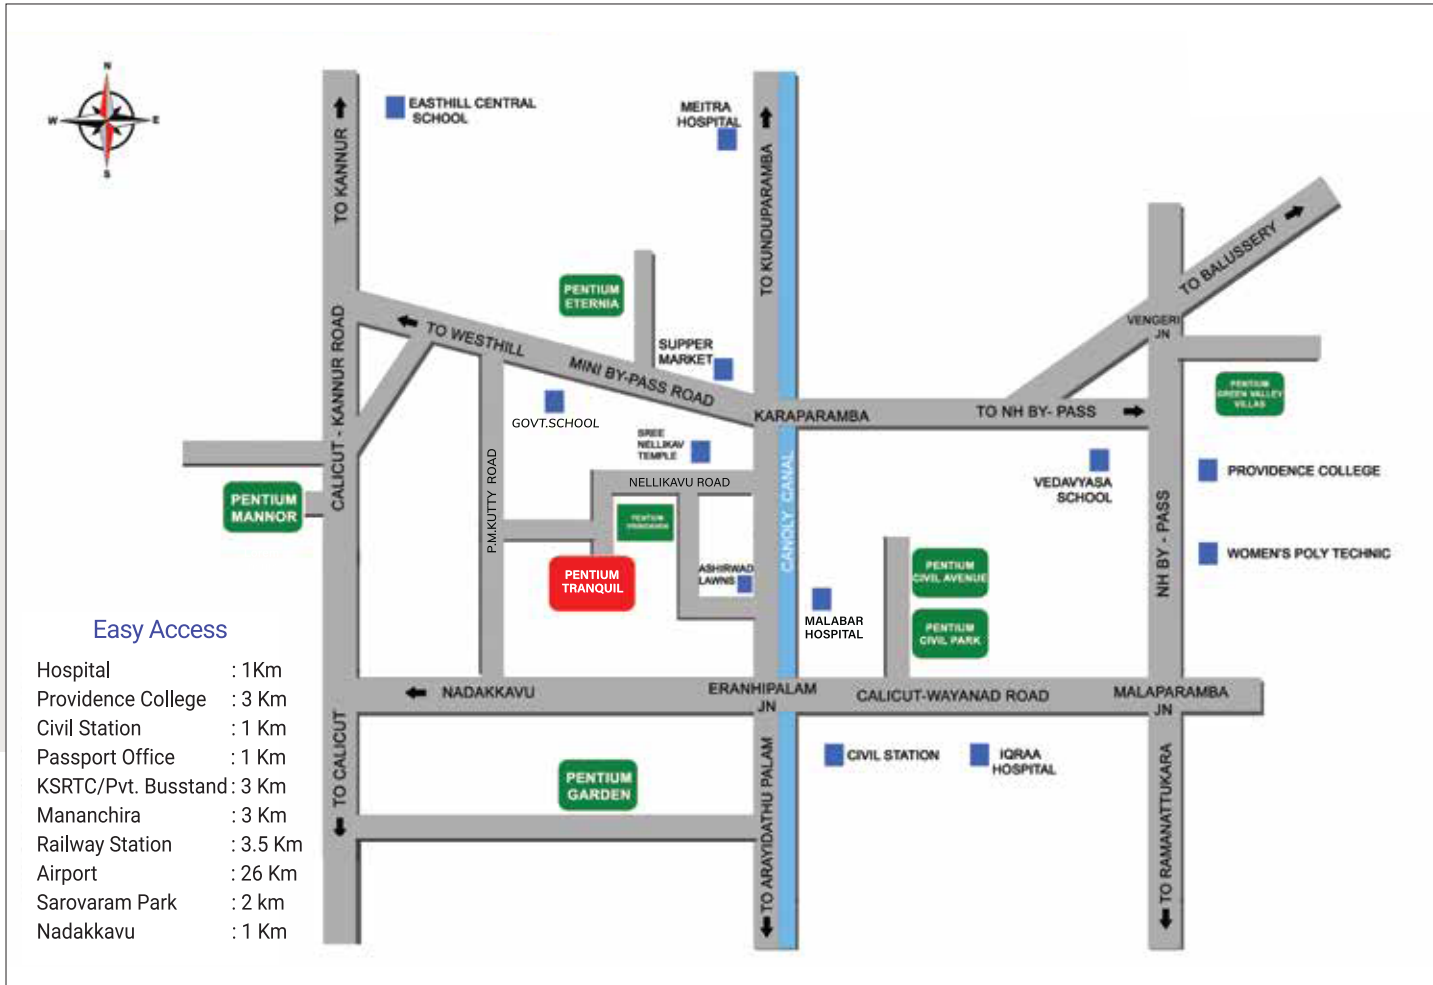 N
W
E
S
EASTHILL CENTRAL
SCHOOL
MEITRA
HOSPITAL
TO KANNUR
TO KUNDUPARAMBA
TO BALUSSERY
PENTIUM
ETERNIA
VENGERI
JN
TO WESTHILL
MINI BY-PASS ROAD
SUPPER
MARKET
CALICUT - KANNUR ROAD
PENTIUM
GREEN VALLEY
VILLAS
GOVT.SCHOOL
KARAPARAMBA
TO NH BY- PASS
SREE
NELLIKAV
TEMPLE
NELLIKAVU ROAD
P.M.KUTTY ROAD
CANOLY CANAL
VEDAVYASA
SCHOOL
PROVIDENCE COLLEGE
PENTIUM
MANNOR
PENTIUM
NH BY - PASS
WOMEN'S POLY TECHNIC
PENTIUM
TRANQUIL
ASHIRWAD
LAWNS
PENTIUM
CIVIL AVENUE
MALABAR
HOSPITAL
PENTIUM
CIVIL PARK
NADAKKAVU
ERANHIPALAM
JN
CALICUT-WAYANAD ROAD
MALAPARAMBA
JN
TO CALICUT
PENTIUM
GARDEN
TO ARAYIDATHU PALAM
CIVIL STATION
IQRAA
HOSPITAL
TO RAMANATTUKARA
Easy Access
Hospital : 1Km
Providence College : 3 Km
Civil Station : 1 Km
Passport Office : 1 Km
KSRTC/Pvt. Busstand : 3 Km
Mananchira : 3 Km
Railway Station : 3.5 Km
Airport : 26 Km
Sarovaram Park : 2 km
Nadakkavu : 1 Km